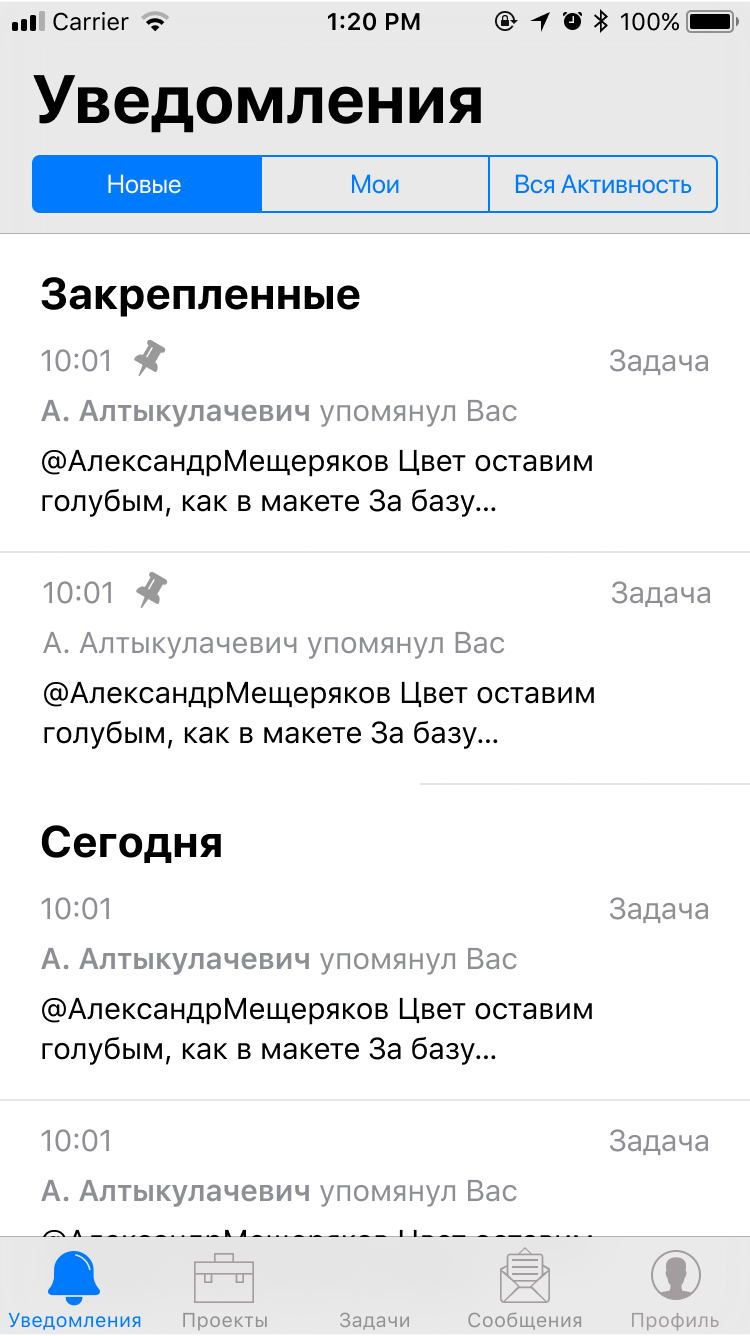 Carrier 1:20 PM 100%
Уведомления
Новые Мои Вся Активность
Закрепленные
10:01 Задача
А. Алтыкулачевич упомянул Вас
@АлександрМещеряков Цвет оставим
голубым, как в макете За базу...
10:01 Задача
А. Алтыкулачевич упомянул Вас
@АлександрМещеряков Цвет оставим
голубым, как в макете За базу...
Сегодня
10:01 Задача
А. Алтыкулачевич упомянул Вас
@АлександрМещеряков Цвет оставим
голубым, как в макете За базу...
10:01 Задача
А. Алтыкулачевич упомянул Вас
Уведомления Проекты Задачи Сообщения Профиль